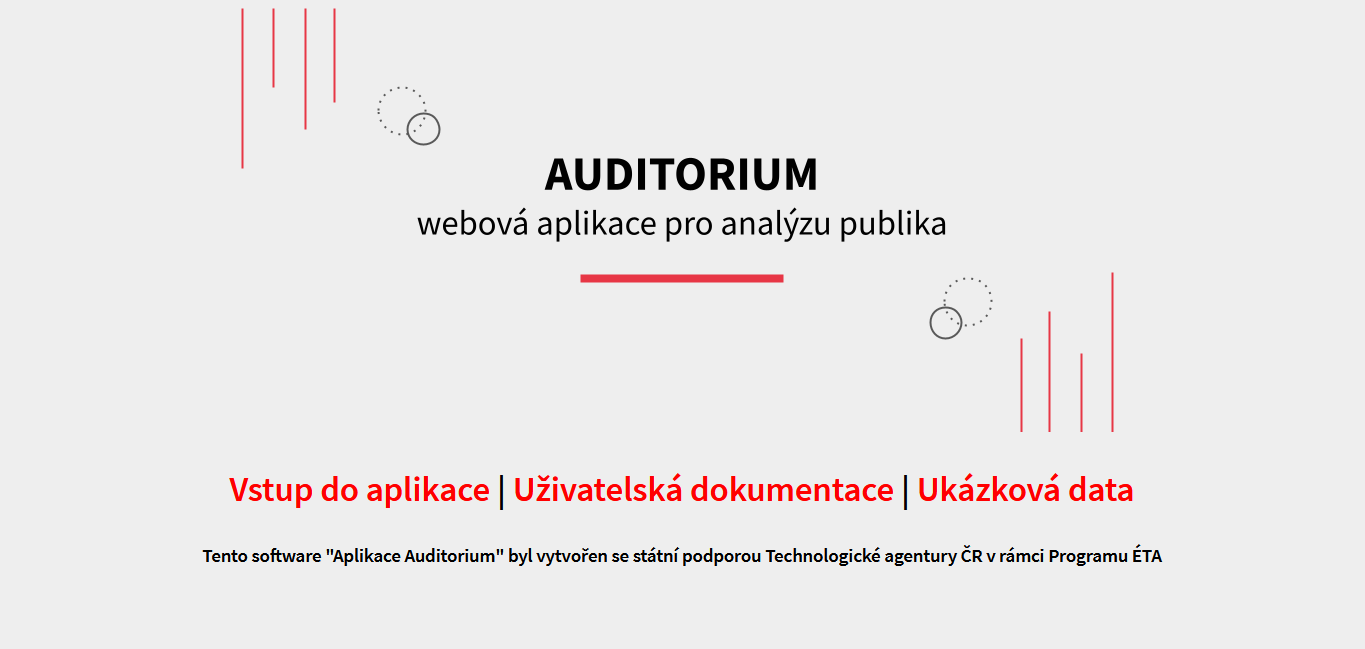 AUDITORIUM
webová aplikace pro analýzu publika
Vstup do aplikace | Uživatelská dokumentace | Ukázková data
Tento software "Aplikace Auditorium" byl vytvořen se státní podporou Technologické agentury ČR v rámci Programu ÉTA